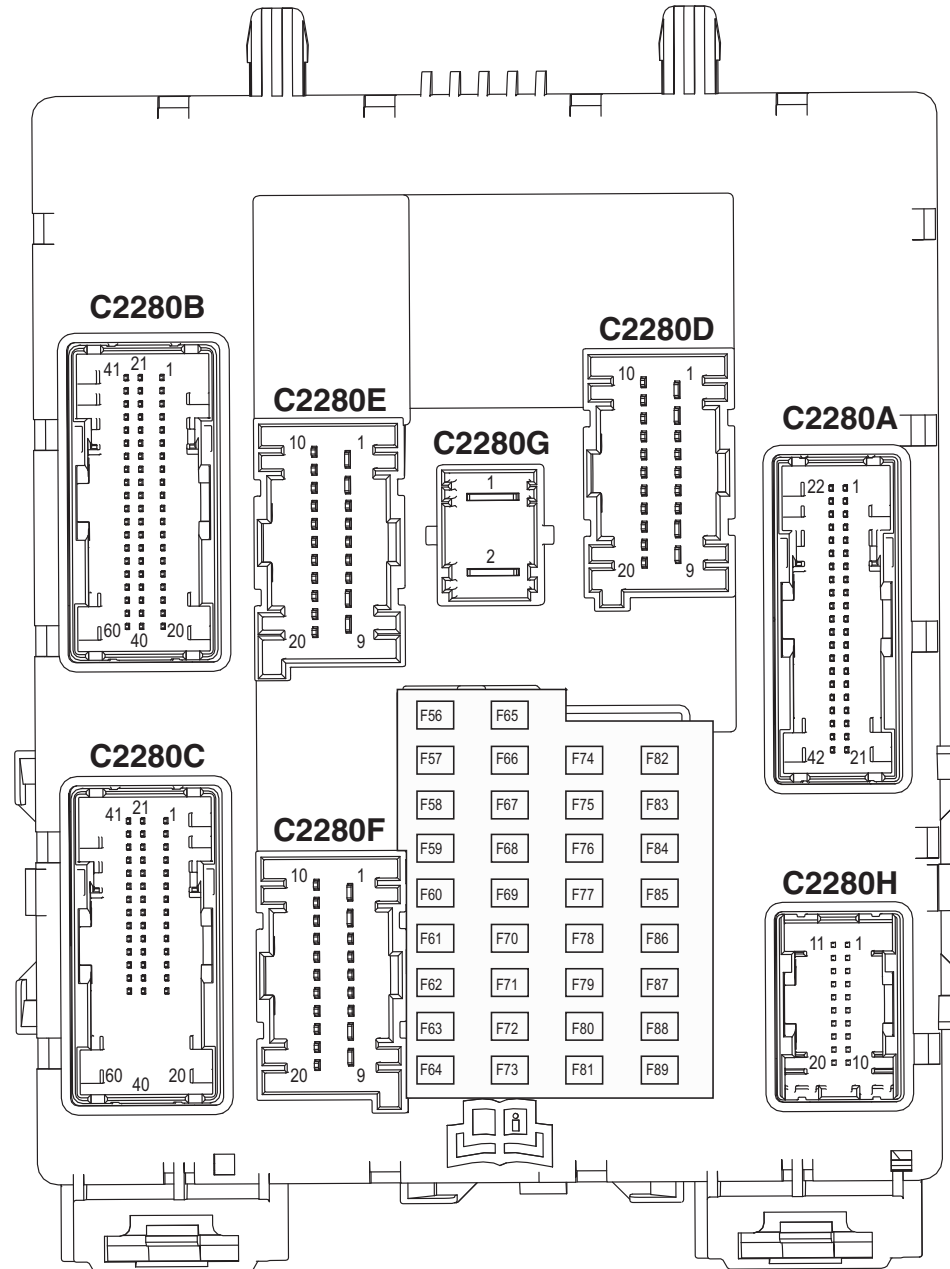 C2280B
41 21 1
60 40 20
C2280E
10 1
20 9
C2280G
1
2
C2280D
10 1
20 9
C2280A
22 1
42 21
C2280C
41 21 1
60 40 20
C2280F
10 1
20 9
F56 F65
F57 F66 F74 F82
F58 F67 F75 F83
F59 F68 F76 F84
F60 F69 F77 F85
F61 F70 F78 F86
F62 F71 F79 F87
F63 F72 F80 F88
F64 F73 F81 F89
C2280H
11 1
20 10
i